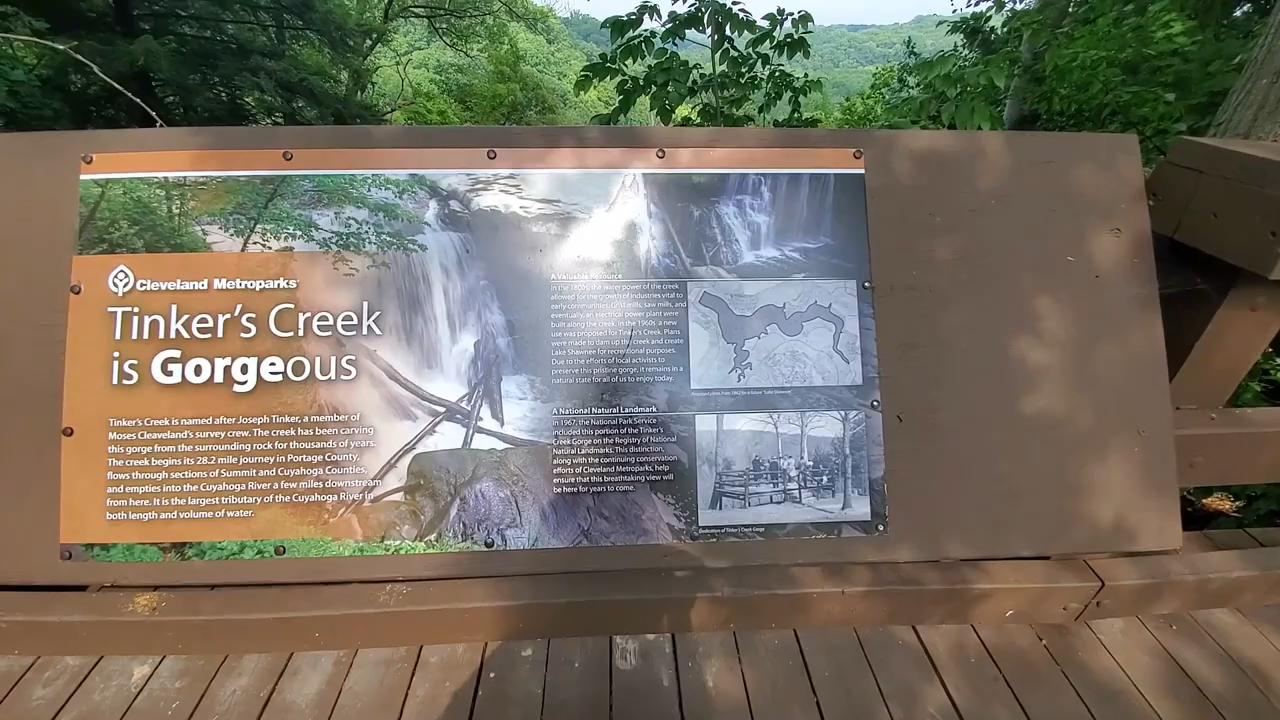 Cleveland Metroparks
Tinker's Creek
is Gorgeous
Tinker's Creek is named after Joseph Tinker, a member of
Moses Cleaveland's survey crew. The creek has been carving
this gorge from the surrounding rock for thousands of years.
The creek begins its 28.2 mile journey in Portage County,
flows through sections of Summit and Cuyahoga Counties,
and empties into the Cuyahoga River a few miles downstream
from here. It is the largest tributary of the Cuyahoga River in
both length and volume of water.
A Valuable Resource
In the 1800s, the water power of the creek
allowed for the growth of industries vital to
early communities. Grist mills, saw mills, and
eventually, an electrical power plant were
built along the creek. In the 1960s a new
use was proposed for Tinker's Creek. Plans
were made to dam up the creek and create
Lake Shawnee for recreational purposes.
Due to the efforts of local activists to
preserve this pristine gorge, it remains in a
natural state for all of us to enjoy today.
A National Natural Landmark
In 1967, the National Park Service
included this portion of the Tinker's
Creek Gorge on the Registry of National
Natural Landmarks. This distinction,
along with the continuing conservation
efforts of Cleveland Metroparks, help
ensure that this breathtaking view will
be here for years to come.
Dedication of Tinker's Creek Gorge